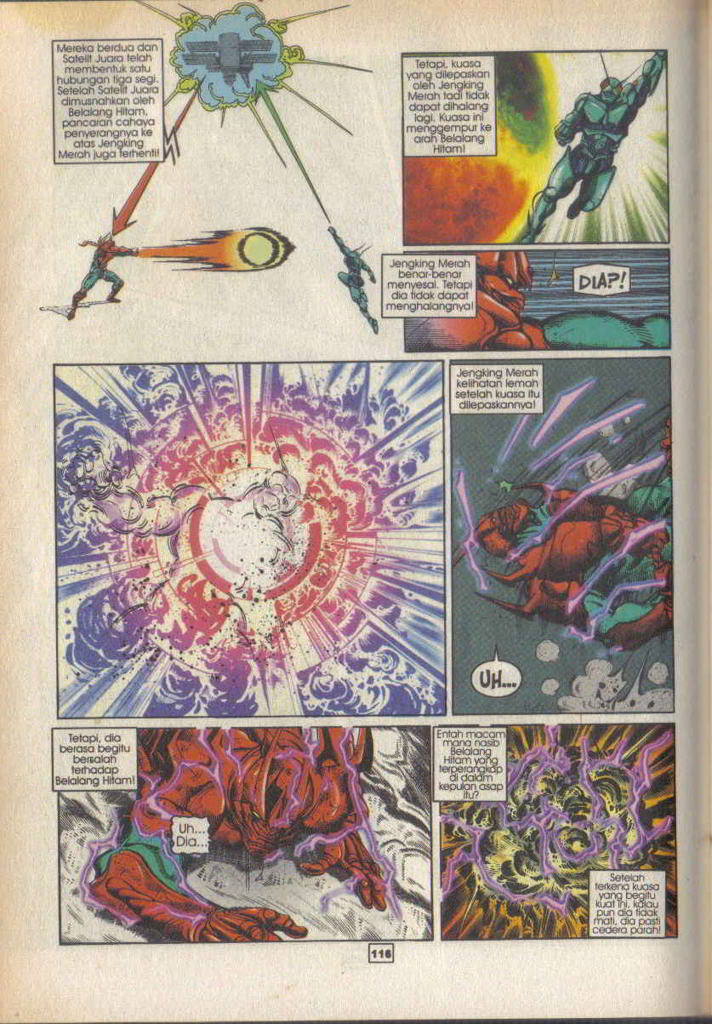 Mereka berdua dan
Satelit Juara telah
membentuk satu
hubungan tiga segi.
Setelah Satelit Juara
dimusnahkan oleh
Belalang Hitam,
pancaran cahaya
penyerangnya ke
atas Jengking
Merah juga terhenti!
Tetapi, kuasa
yang dilepaskan
oleh Jengking
Merah tadi tidak
dapat dihalang
lagi. Kuasa ini
menggempur ke
arah Belalang
Hitam!
Jengking Merah
benar-benar
menyesal. Tetapi
dia tidak dapat
menghalangnya!
DIA?!
Jengking Merah
kelihatan lemah
setelah kuasa itu
dilepaskannya!
UH...
Tetapi, dia
berasa begitu
bersalah
terhadap
Belalang Hitam!
Uh...
Dia...
Entah macam
mana nasib
Belalang
Hitam yang
terperangkap
di dalam
kepulan asap
itu?
Setelah
terkena kuasa
yang begitu
kuat ini, kalau
pun dia tidak
mati, dia pasti
cedera parah!
116